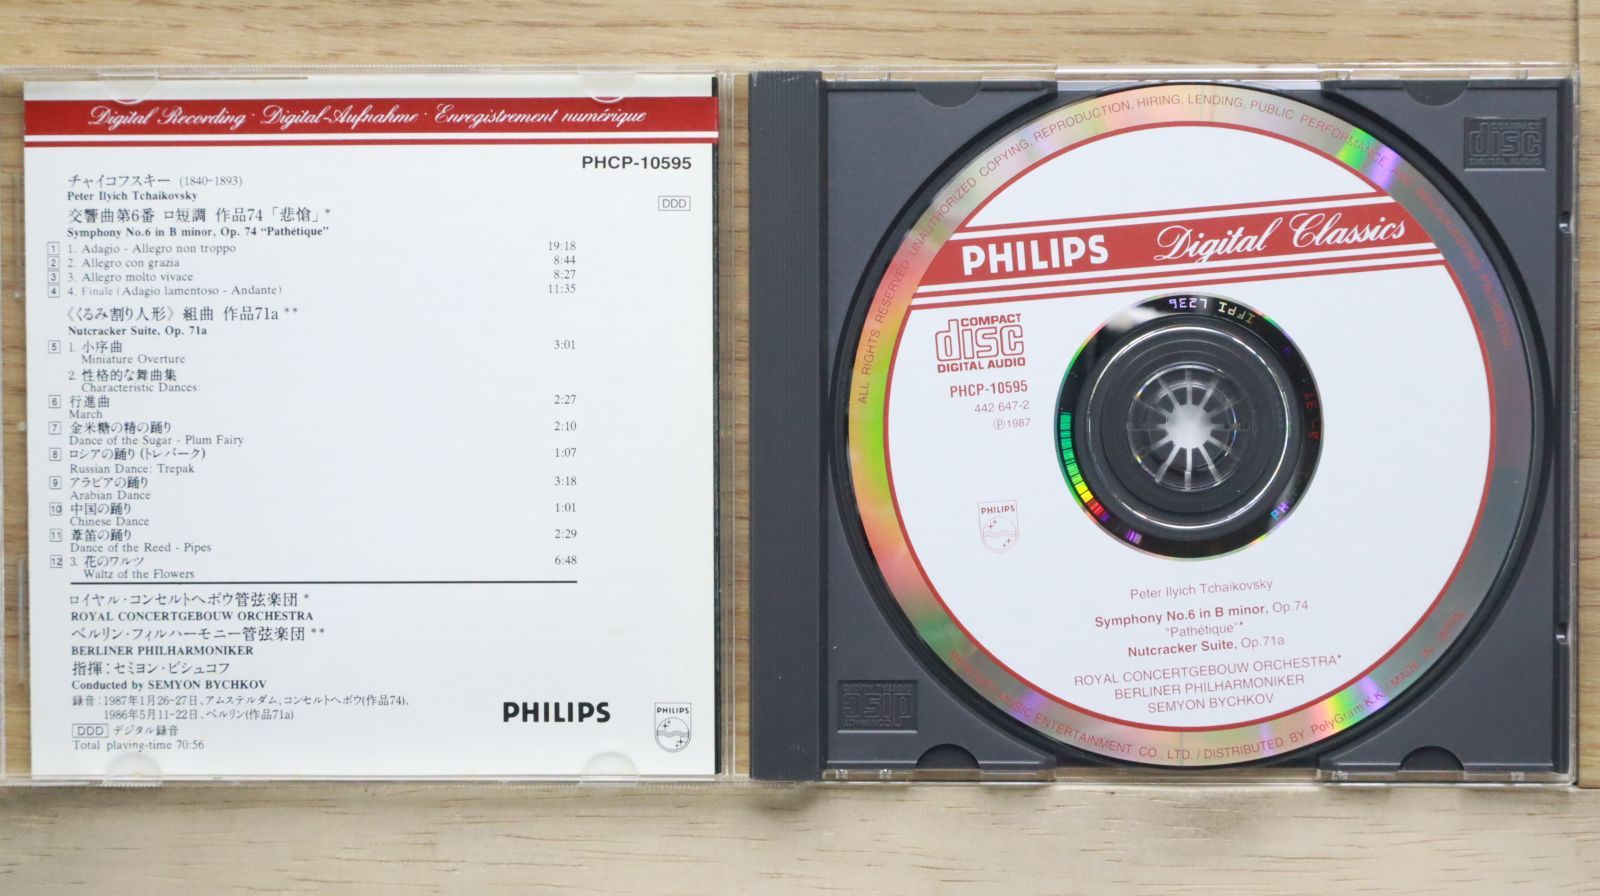 Digital Recording · Digital-Aufnahme · Enregistrement numérique
PHCP-10595
チャイコフスキー (1840-1893)
Peter Ilyich Tchaikovsky
DDD
交響曲第6番 ロ短調 作品74「悲愴」*
Symphony No.6 in B minor, Op. 74 “Pathétique”
1 1. Adagio - Allegro non troppo 19:18
2 2. Allegro con grazia 8:44
3 3. Allegro molto vivace 8:27
4 4. Finale (Adagio lamentoso - Andante) 11:35
《くるみ割り人形》組曲 作品71a **
Nutcracker Suite, Op. 71a
5 1. 小序曲 3:01
Miniature Overture
2. 性格的な舞曲集
Characteristic Dances:
6 行進曲 2:27
March
7 金米糖の精の踊り 2:10
Dance of the Sugar - Plum Fairy
8 ロシアの踊り(トレパーク) 1:07
Russian Dance: Trepak
9 アラビアの踊り 3:18
Arabian Dance
10 中国の踊り 1:01
Chinese Dance
11 葦笛の踊り 2:29
Dance of the Reed - Pipes
12 3. 花のワルツ 6:48
Waltz of the Flowers
ロイヤル・コンセルトヘボウ管弦楽団 *
ROYAL CONCERTGEBOUW ORCHESTRA
ベルリン・フィルハーモニー管弦楽団 **
BERLINER PHILHARMONIKER
指揮：セミヨン・ビシュコフ
Conducted by SEMYON BYCHKOV
録音：1987年1月26-27日、アムステルダム、コンセルトヘボウ(作品74)、
1986年5月11-22日、ベルリン(作品71a)
DDD デジタル録音
Total playing-time 70:56
PHILIPS
PHILIPS
COMPACT
disc
DIGITAL AUDIO
ALL RIGHTS RESERVED UNAUTHORIZED COPYING, REPRODUCTION, HIRING, LENDING, PUBLIC PERFORMANCE AND BROADCASTING PROHIBITED
PHILIPS Digital Classics
IFPI L236
COMPACT
disc
DIGITAL AUDIO
PHCP-10595
442 647-2
Ⓟ1987
PHILIPS
Peter Ilyich Tchaikovsky
Symphony No.6 in B minor, Op.74
“Pathétique”*
Nutcracker Suite, Op.71a
ROYAL CONCERTGEBOUW ORCHESTRA*
BERLINER PHILHARMONIKER
SEMYON BYCHKOV
MERCURY MUSIC ENTERTAINMENT CO., LTD. / DISTRIBUTED BY PolyGram K.K. / MADE IN JAPAN
COMPACT
disc
DIGITAL AUDIO